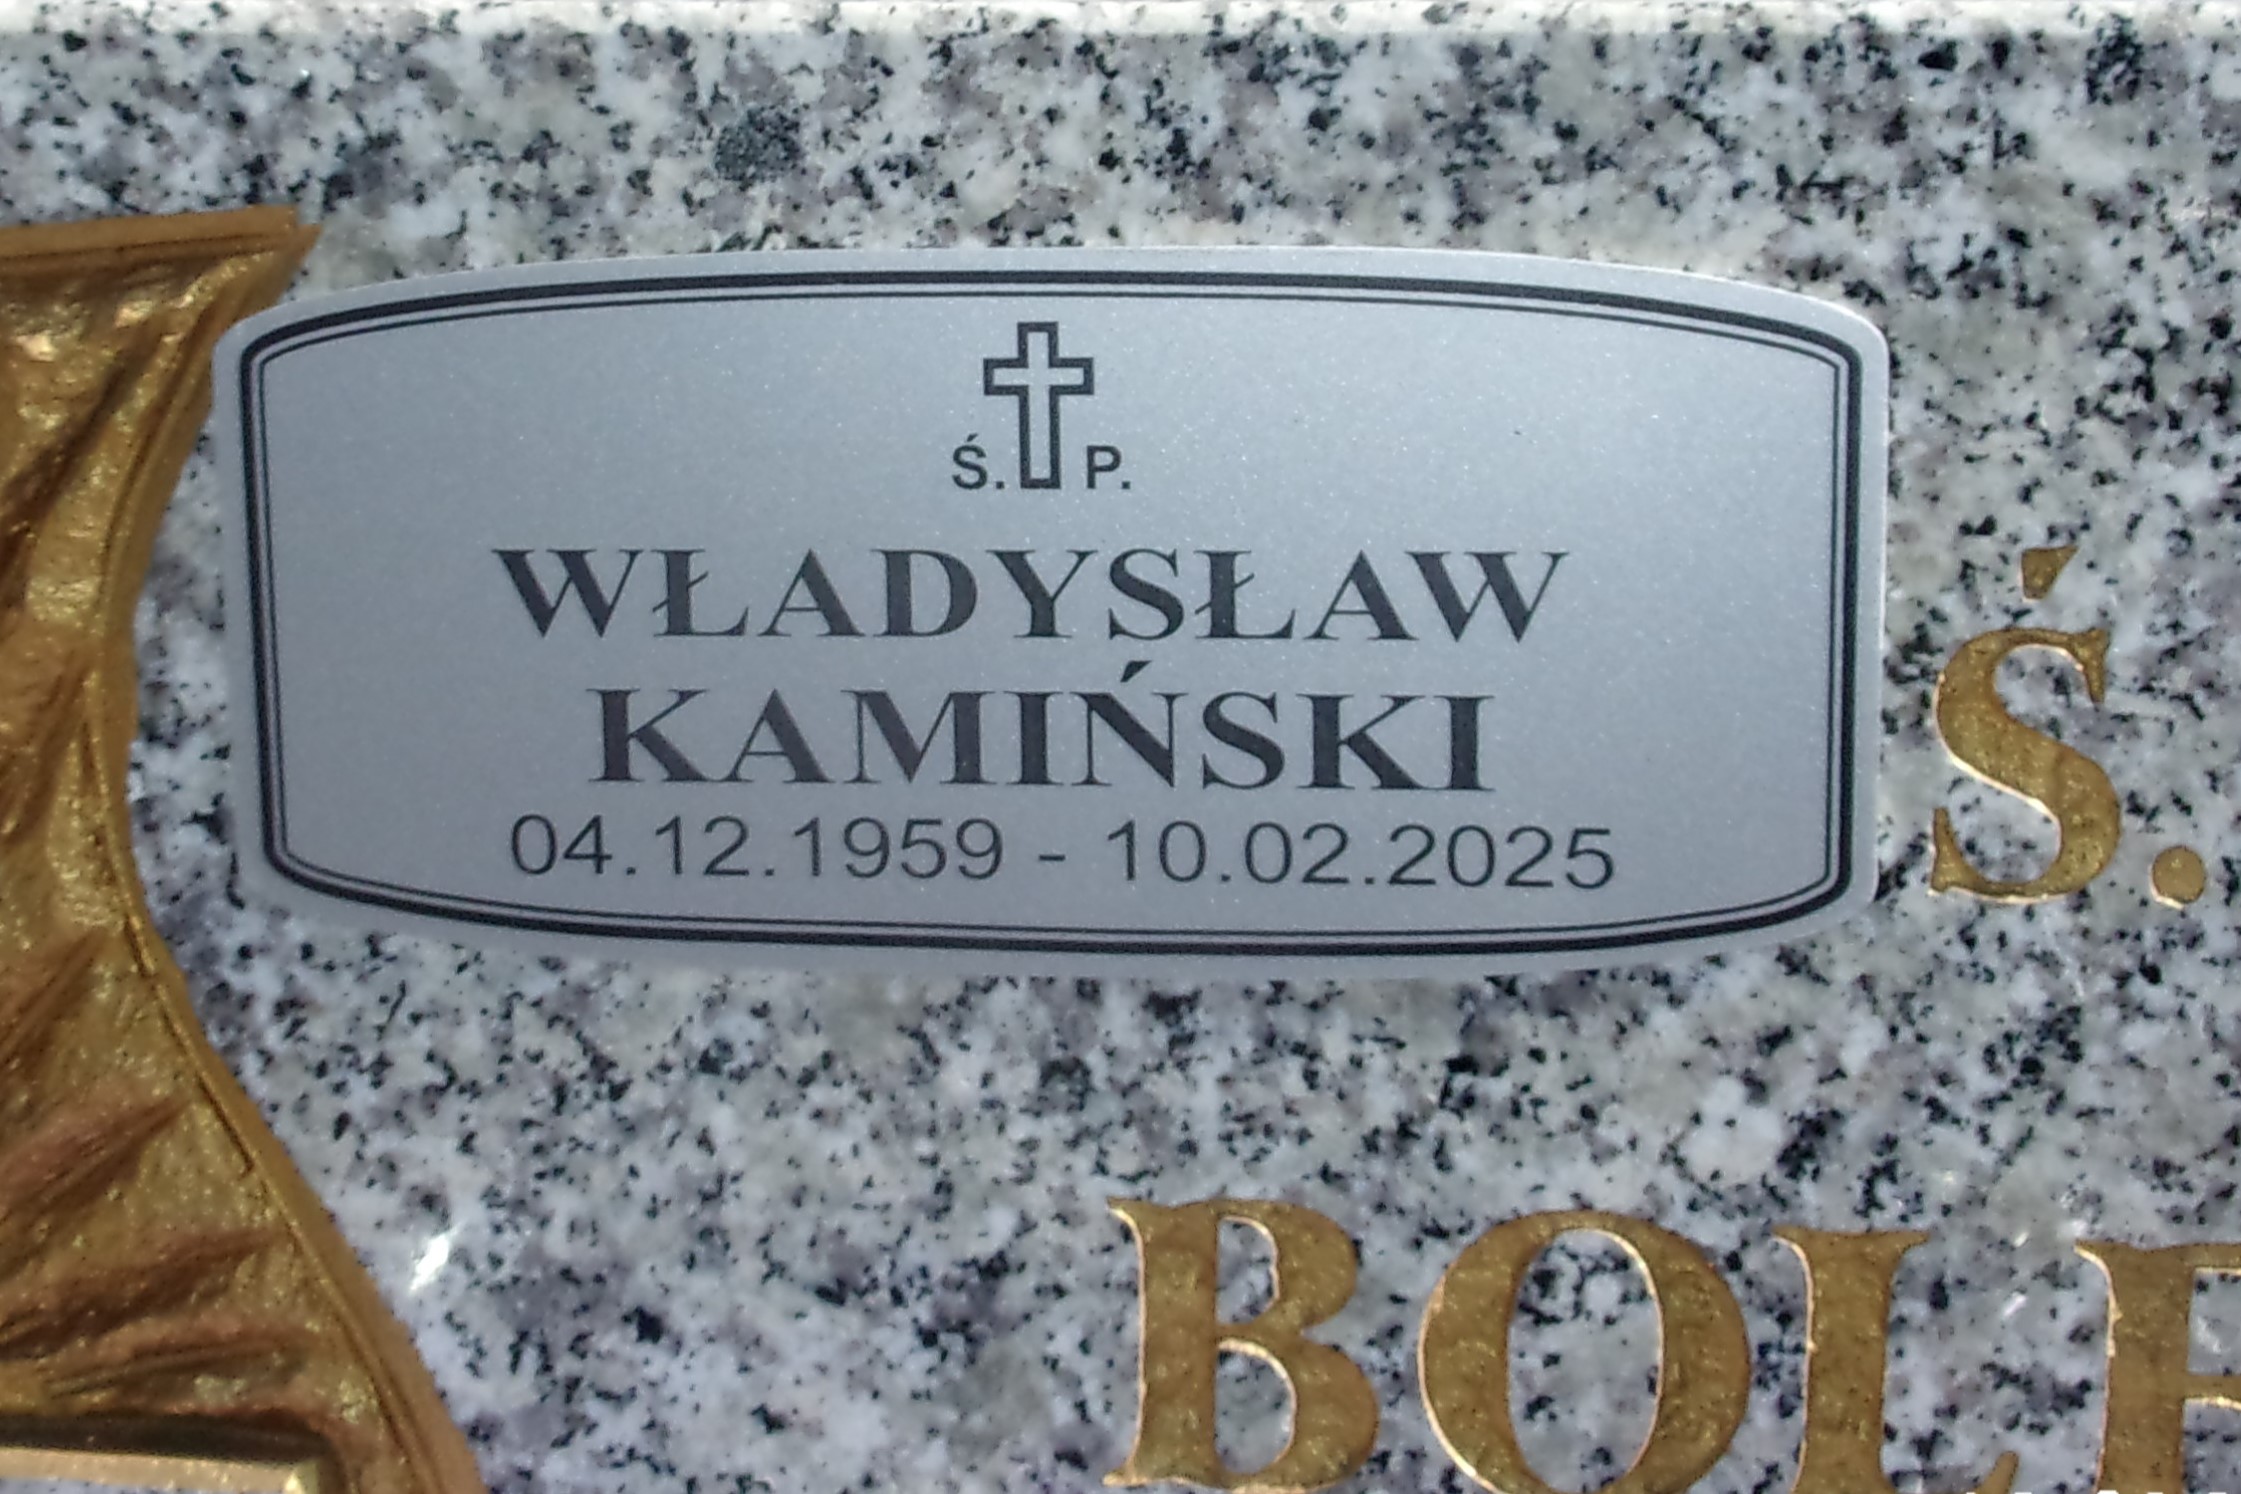 Ś. P.
WŁADYSŁAW
KAMIŃSKI
04.12.1959 - 10.02.2025
Ś.